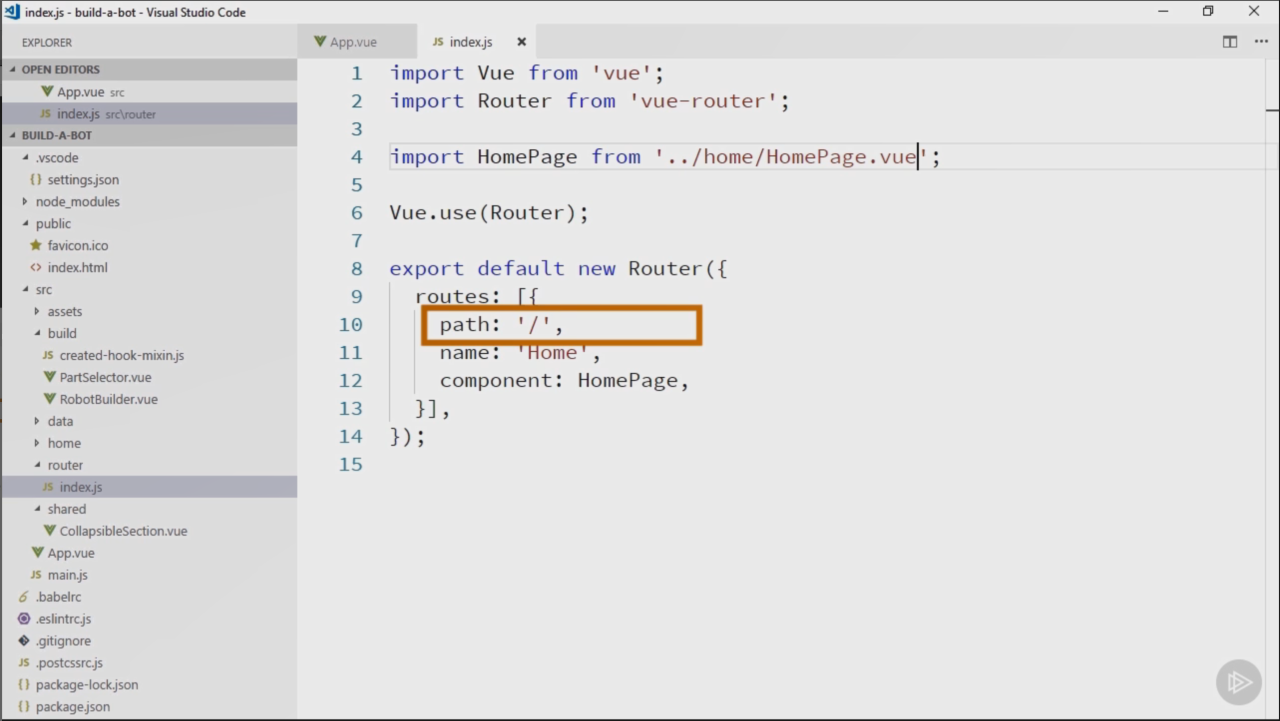 index.js - build-a-bot - Visual Studio Code
EXPLORER
OPEN EDITORS
App.vue src
JS index.js src\router
BUILD-A-BOT
.vscode
{} settings.json
node_modules
public
favicon.ico
<> index.html
src
assets
build
JS created-hook-mixin.js
PartSelector.vue
RobotBuilder.vue
data
home
router
JS index.js
shared
CollapsibleSection.vue
App.vue
JS main.js
.babelrc
.eslintrc.js
.gitignore
JS .postcssrc.js
{} package-lock.json
{} package.json
App.vue
JS index.js
1 import Vue from 'vue';
2 import Router from 'vue-router';
3
4 import HomePage from '../home/HomePage.vue';
5
6 Vue.use(Router);
7
8 export default new Router({
9 routes: [{
10 path: '/',
11 name: 'Home',
12 component: HomePage,
13 }],
14 });
15